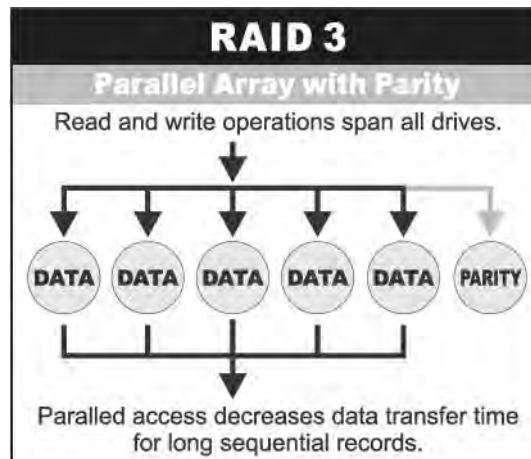 RAID 3
Parallel Array with Parity
Read and write operations span all drives.
DATA DATA DATA DATA DATA PARITY
Paralled access decreases data transfer time
for long sequential records.